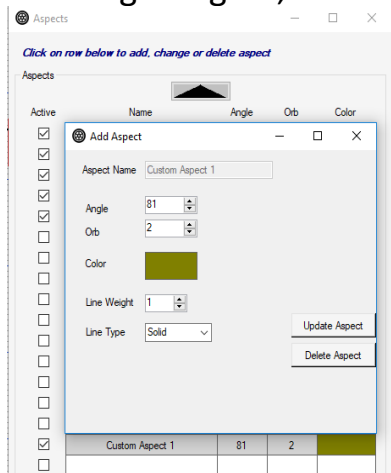 Aspects
Click on row below to add, change or delete aspect
Aspects
Active Name Angle Orb Color
Add Aspect
Aspect Name Custom Aspect 1
Angle 81
Orb 2
Color
Line Weight 1
Line Type Solid
Update Aspect
Delete Aspect
Custom Aspect 1 81 2